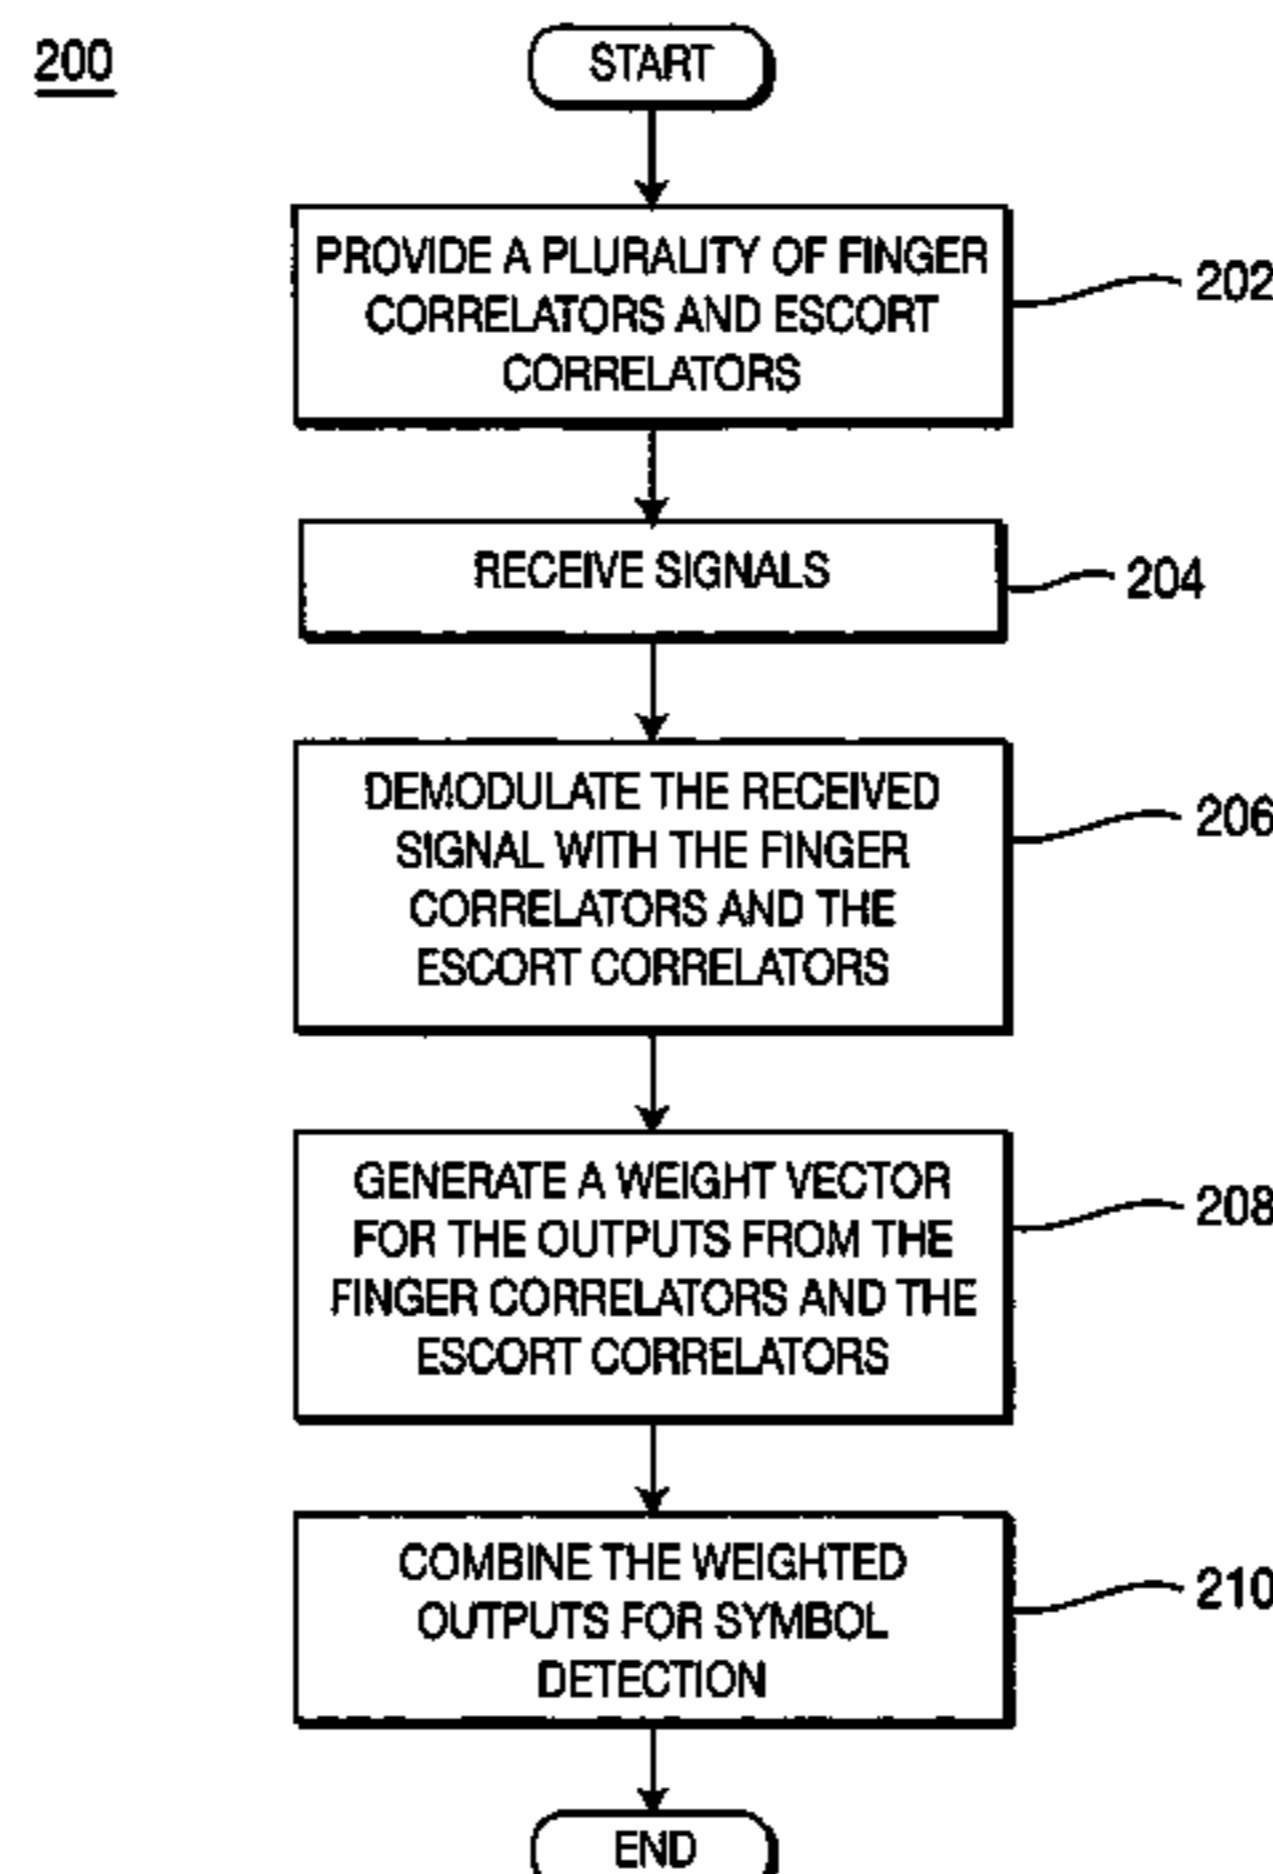 200
START
PROVIDE A PLURALITY OF FINGER
CORRELATORS AND ESCORT
CORRELATORS
202
RECEIVE SIGNALS
204
DEMODULATE THE RECEIVED
SIGNAL WITH THE FINGER
CORRELATORS AND THE
ESCORT CORRELATORS
206
GENERATE A WEIGHT VECTOR
FOR THE OUTPUTS FROM THE
FINGER CORRELATORS AND THE
ESCORT CORRELATORS
208
COMBINE THE WEIGHTED
OUTPUTS FOR SYMBOL
DETECTION
210
END